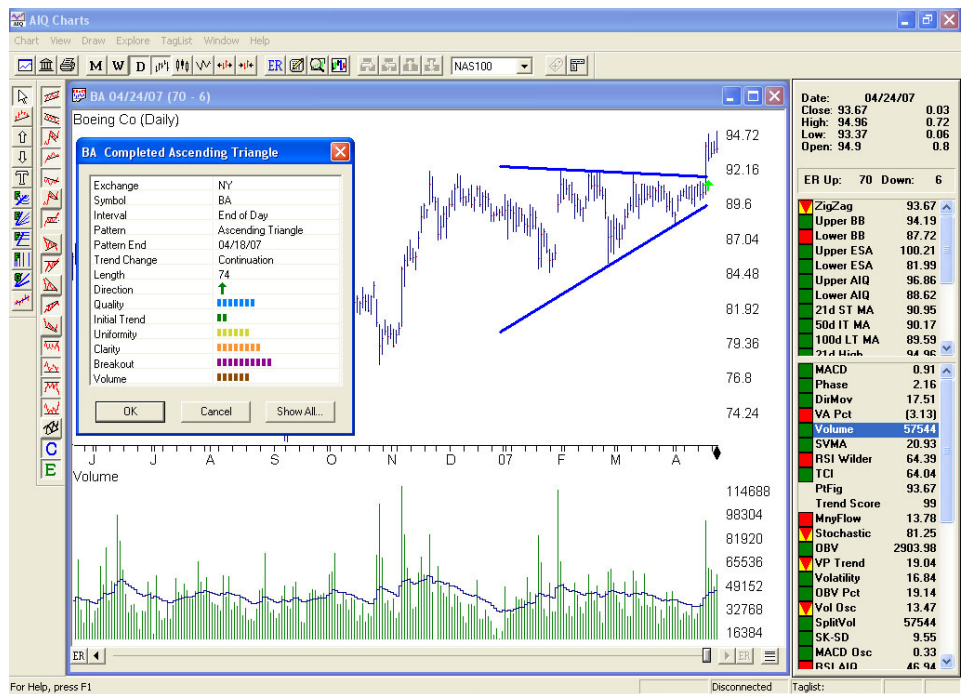 AIQ Charts
Chart View Draw Explore TagList Window Help
M W D ER NAS100
BA 04/24/07 (70 - 6)
Boeing Co (Daily)
BA Completed Ascending Triangle
Exchange NY
Symbol BA
Interval End of Day
Pattern Ascending Triangle
Pattern End 04/18/07
Trend Change Continuation
Length 74
Direction
Quality
Initial Trend
Uniformity
Clarity
Breakout
Volume
OK Cancel Show All...
94.72
92.16
89.6
87.04
84.48
81.92
79.36
76.8
74.24
J J A S O N D 07 F M A
Volume
114688
98304
81920
65536
49152
32768
16384
ER ER
T
C
E
Date: 04/24/07
Close: 93.67 0.03
High: 94.96 0.72
Low: 93.37 0.06
Open: 94.9 0.8
ER Up: 70 Down: 6
ZigZag 93.67
Upper BB 94.19
Lower BB 87.72
Upper ESA 100.21
Lower ESA 81.99
Upper AIQ 96.86
Lower AIQ 88.62
21d ST MA 90.95
50d IT MA 90.17
100d LT MA 89.59
21d High 94.96
MACD 0.91
Phase 2.16
DirMov 17.51
VA Pct (3.13)
Volume 57544
SVMA 20.93
RSI Wilder 64.39
TCI 64.04
PtFig 93.67
Trend Score 99
MnyFlow 13.78
Stochastic 81.25
OBV 2903.98
VP Trend 19.04
Volatility 16.84
OBV Pct 19.14
Vol Osc 13.47
SplitVol 57544
SK-SD 9.55
MACD Osc 0.33
RSI AIQ 46.94
For Help, press F1
Disconnected Taglist: